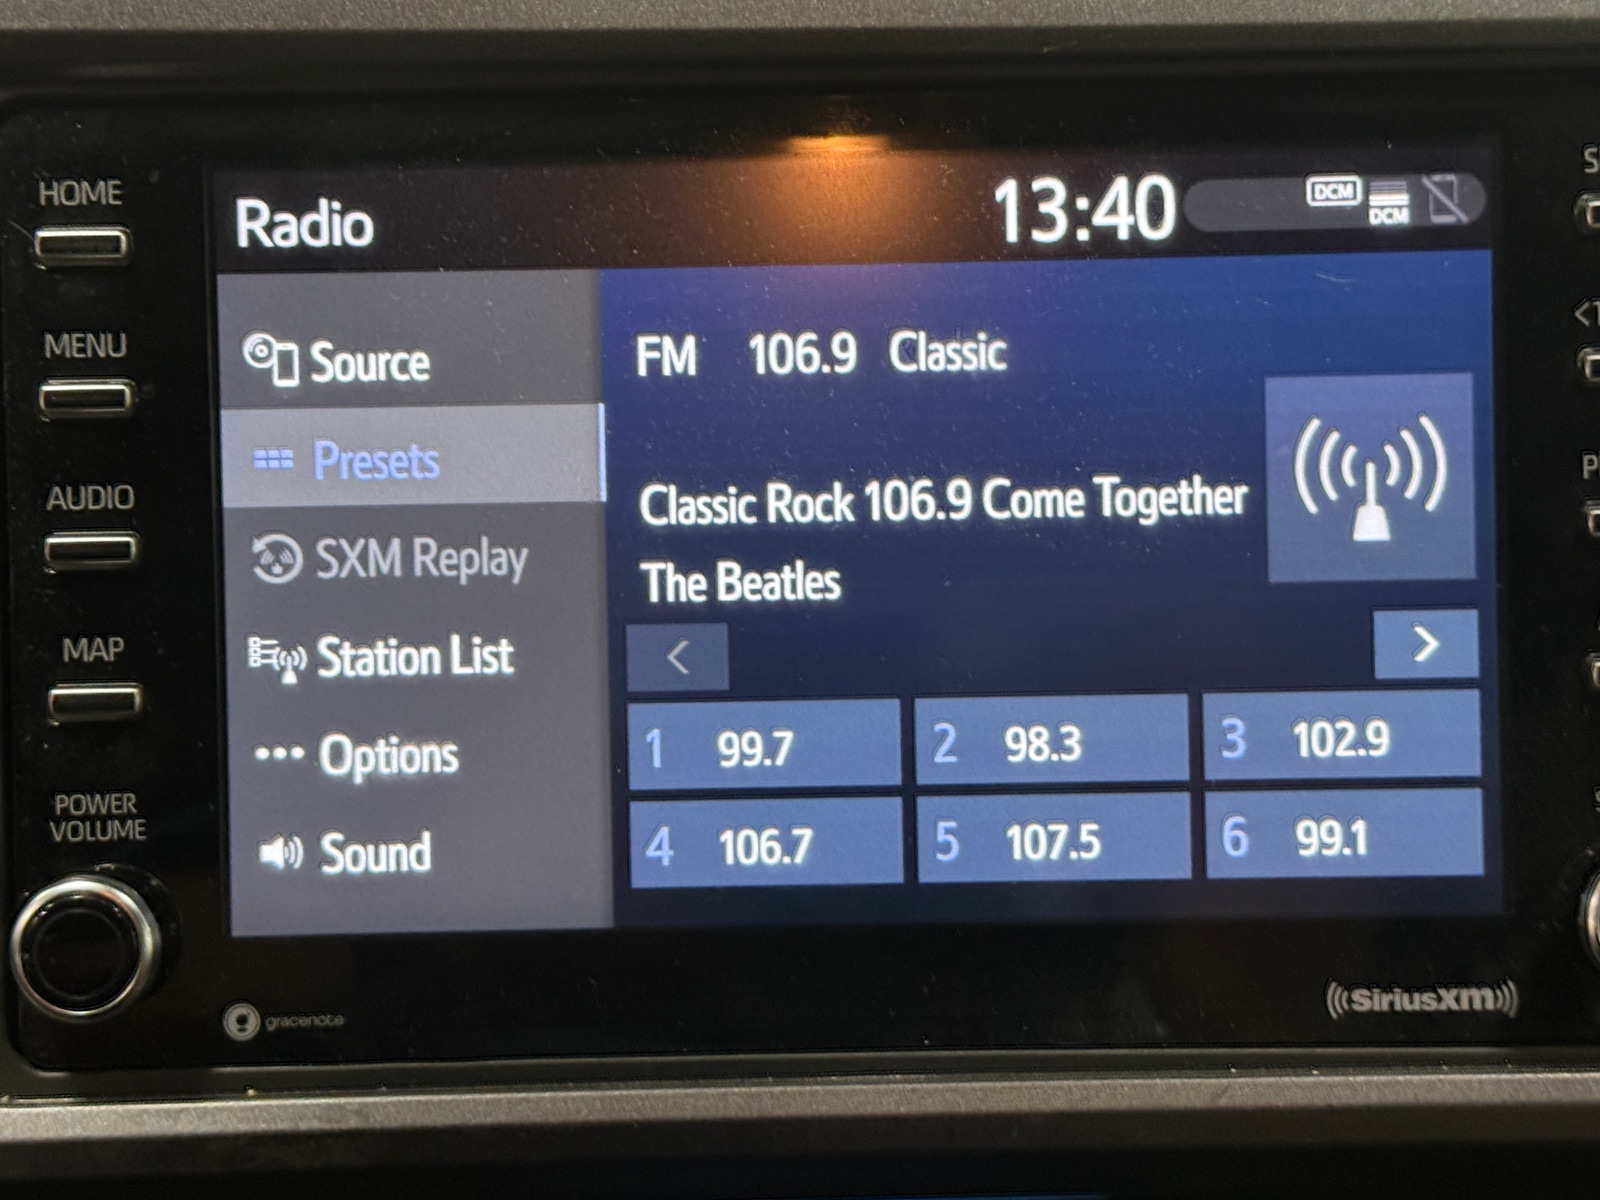 HOME
MENU
AUDIO
MAP
POWER
VOLUME
Radio
13:40
DCM
DCM
Source
Presets
SXM Replay
Station List
Options
Sound
FM 106.9 Classic
Classic Rock 106.9 Come Together
The Beatles
<
>
1 99.7
2 98.3
3 102.9
4 106.7
5 107.5
6 99.1
gracenote
SiriusXM